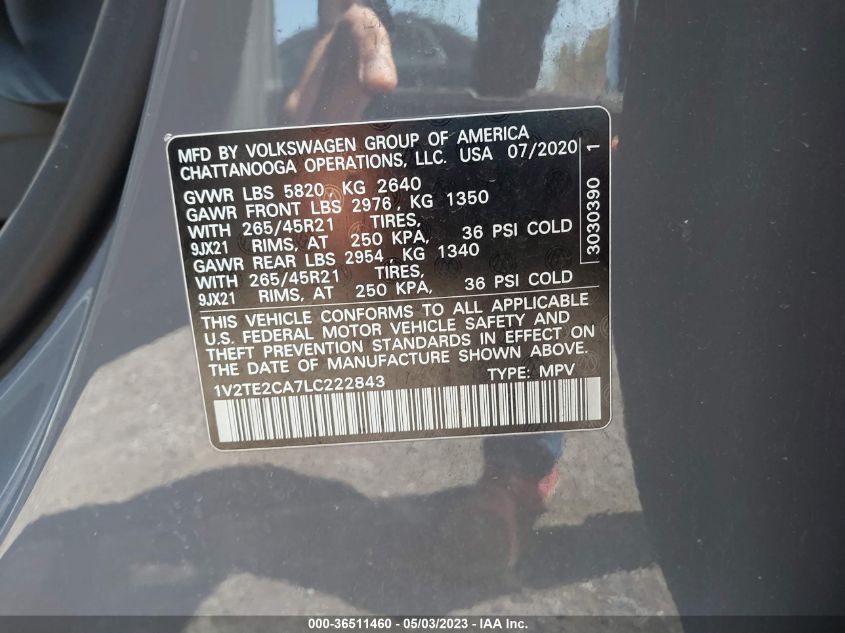 MFD BY VOLKSWAGEN GROUP OF AMERICA
CHATTANOOGA OPERATIONS, LLC. USA 07/2020
GVWR LBS 5820, KG 2640
GAWR FRONT LBS 2976, KG 1350
WITH 265/45R21 TIRES,
9JX21 RIMS, AT 250 KPA, 36 PSI COLD
GAWR REAR LBS 2954, KG 1340
WITH 265/45R21 TIRES,
9JX21 RIMS, AT 250 KPA, 36 PSI COLD
3030390 1
THIS VEHICLE CONFORMS TO ALL APPLICABLE
U.S. FEDERAL MOTOR VEHICLE SAFETY AND
THEFT PREVENTION STANDARDS IN EFFECT ON
THE DATE OF MANUFACTURE SHOWN ABOVE.
1V2TE2CA7LC222843 TYPE: MPV
000-36511460 - 05/03/2023 - IAA Inc.